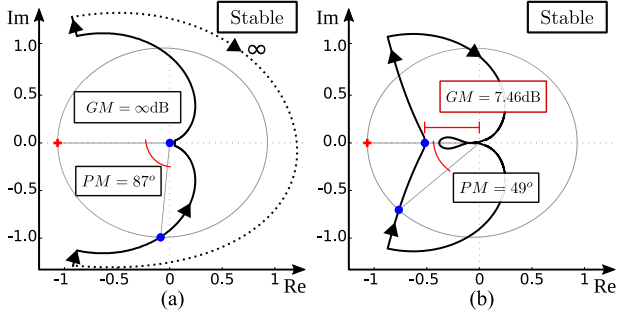 Im
Stable
1.0
∞
0.5
GM = ∞dB
0.0
PM = 87°
-0.5
-1.0
-1
-0.5
0
0.5
1
Re
(a)
Im
Stable
1.0
0.5
GM = 7.46dB
0.0
PM = 49°
-0.5
-1.0
-1
-0.5
0
0.5
1
Re
(b)